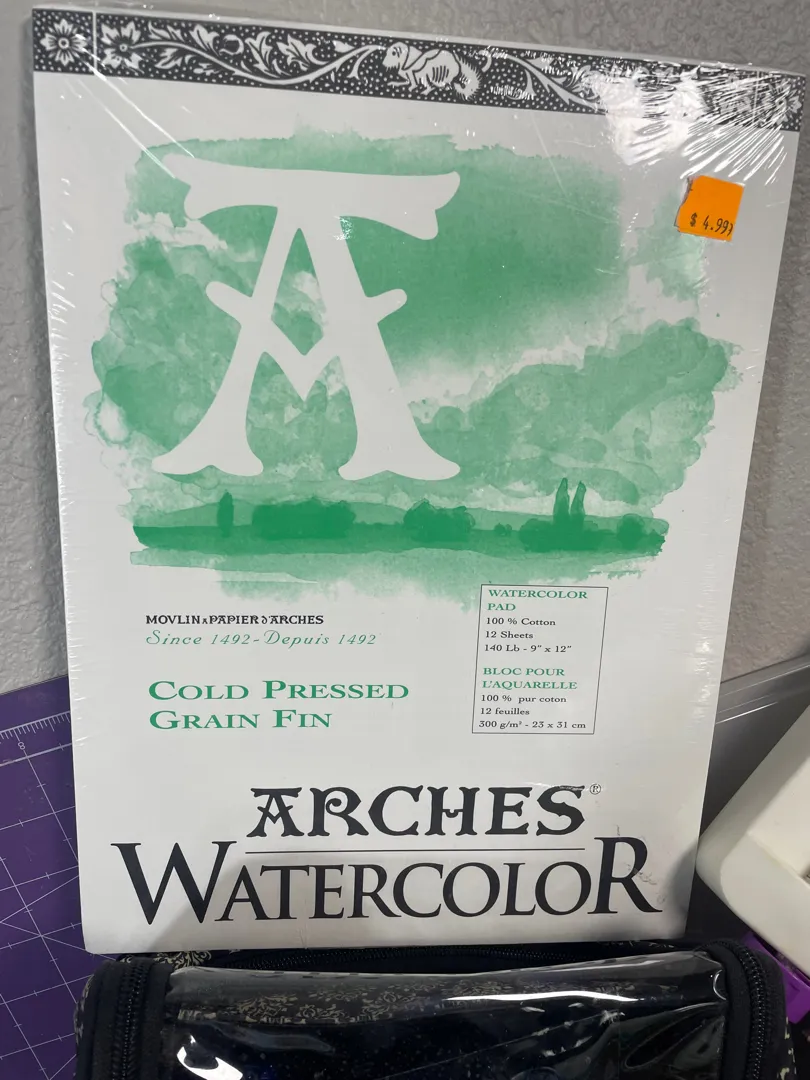 $ 4.99
MOVLIN À PAPIER D'ARCHES
Since 1492-Depuis 1492
COLD PRESSED
GRAIN FIN
WATERCOLOR
PAD
100 % Cotton
12 Sheets
140 Lb - 9" x 12"
BLOC POUR
L'AQUARELLE
100 % pur coton
12 feuilles
300 g/m² - 23 x 31 cm
ARCHES®
WATERCOLOR
8